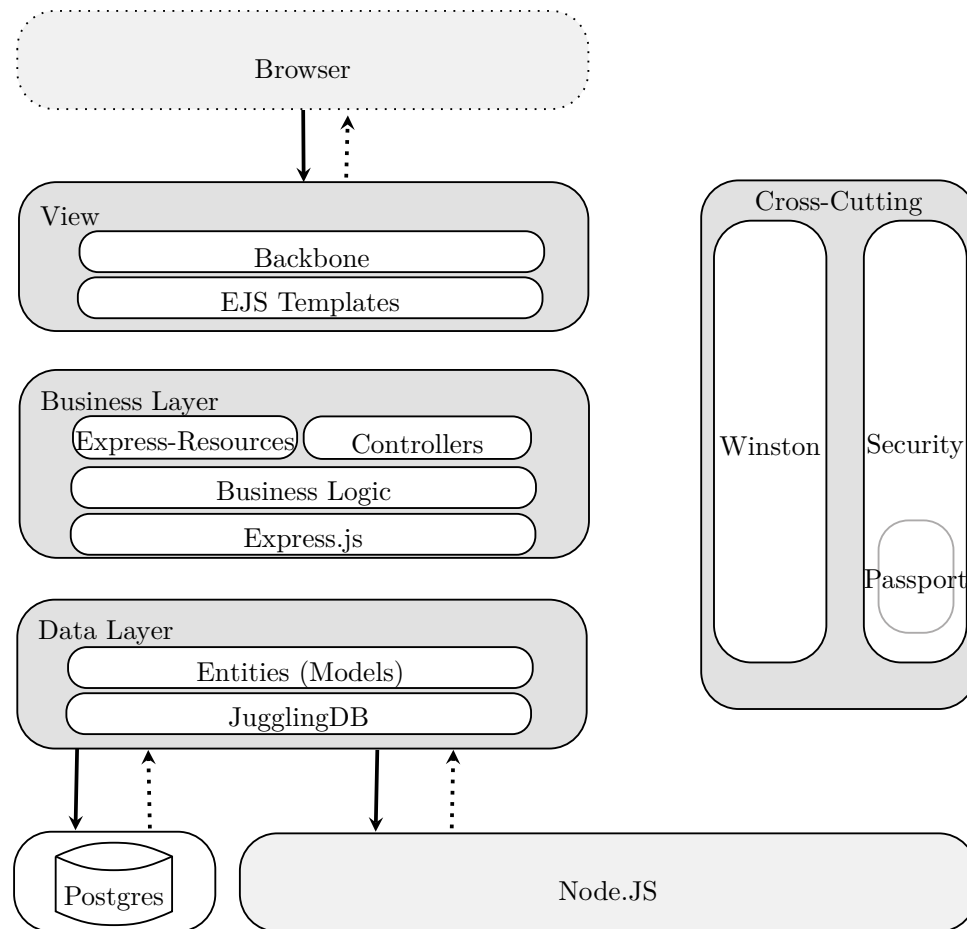 Browser
View
Backbone
EJS Templates
Business Layer
Express-Resources
Controllers
Business Logic
Express.js
Data Layer
Entities (Models)
JugglingDB
Postgres
Node.JS
Cross-Cutting
Winston
Security
Passport